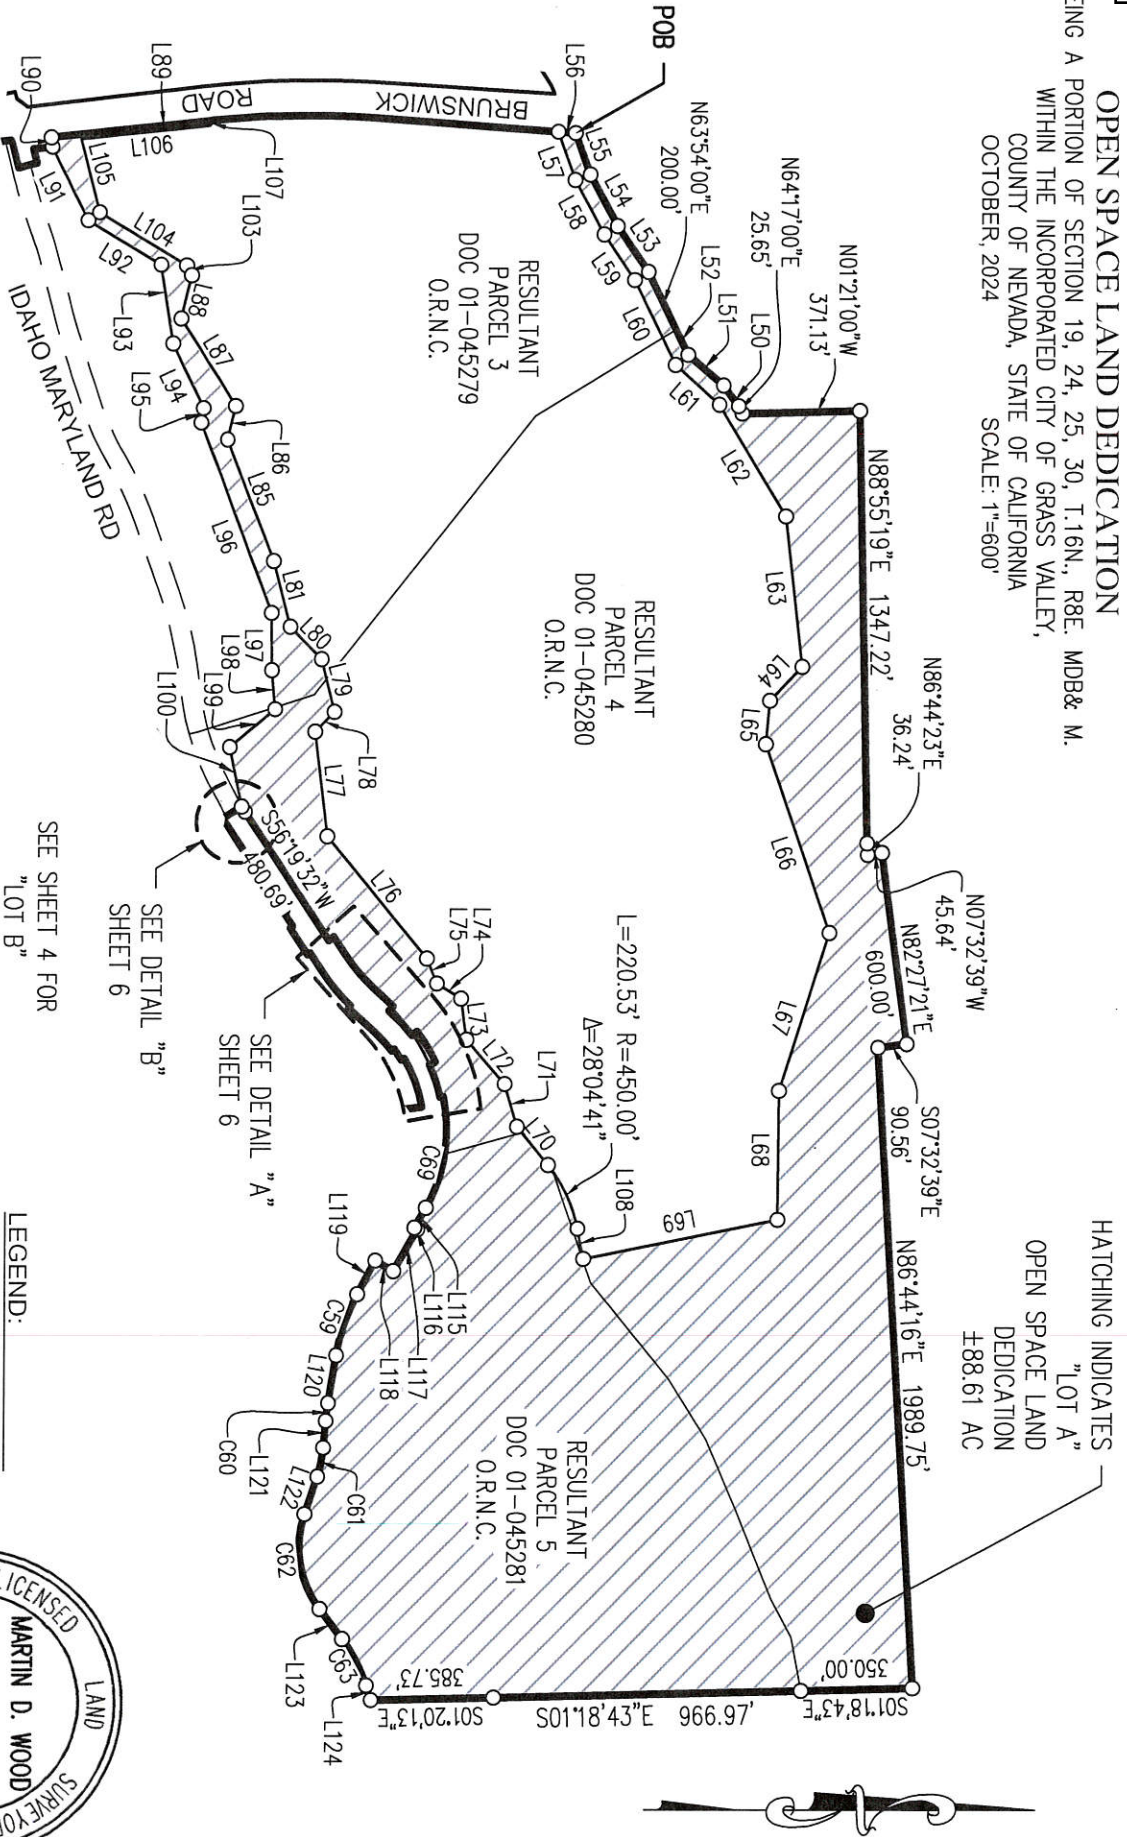 OPEN SPACE LAND DEDICATION
EING A PORTION OF SECTION 19, 24, 25, 30, T.16N., R8E. MDB& M.
WITHIN THE INCORPORATED CITY OF GRASS VALLEY,
COUNTY OF NEVADA, STATE OF CALIFORNIA
OCTOBER, 2024
SCALE: 1"=600'
HATCHING INDICATES
"LOT A"
OPEN SPACE LAND
DEDICATION
±88.61 AC
POB
L56
L55
L54
L53
N63°54'00"E
200.00'
L52
L51
L50
N64°17'00"E
25.65'
N01°21'00"W
371.13'
N88°55'19"E 1347.22'
N86°44'23"E
36.24'
N07°32'39"W
45.64'
N82°27'21"E
600.00'
S07°32'39"E
90.56'
N86°44'16"E 1989.75'
350.00'
S01°18'43"E
S01°18'43"E 966.91'
385.73'
S01°20'13"E
L57
L58
L59
L60
L61
L62
L63
L64
L65
L66
L67
L68
L69
L108
L=220.53' R=450.00'
Δ=28°04'41"
L70
L71
L72
L73
L74
L75
L76
L77
L78
L79
L80
L81
L85
L86
L87
L88
L103
L104
L105
L106
L107
L89
L90
L91
L92
L93
L94
L95
L96
L97
L98
L99
L100
S56°19'32"W
480.69'
C69
L115
L116
L117
L118
L119
C59
L120
C60
L121
C61
L122
C62
L123
C63
L124
BRUNSWICK
ROAD
IDAHO MARYLAND RD
RESULTANT
PARCEL 3
DOC 01-045279
O.R.N.C.
RESULTANT
PARCEL 4
DOC 01-045280
O.R.N.C.
RESULTANT
PARCEL 5
DOC 01-045281
O.R.N.C.
SEE DETAIL "A"
SHEET 6
SEE DETAIL "B"
SHEET 6
SEE SHEET 4 FOR
"LOT B"
LEGEND:
LICENSED LAND SURVEYO
MARTIN D. WOOD